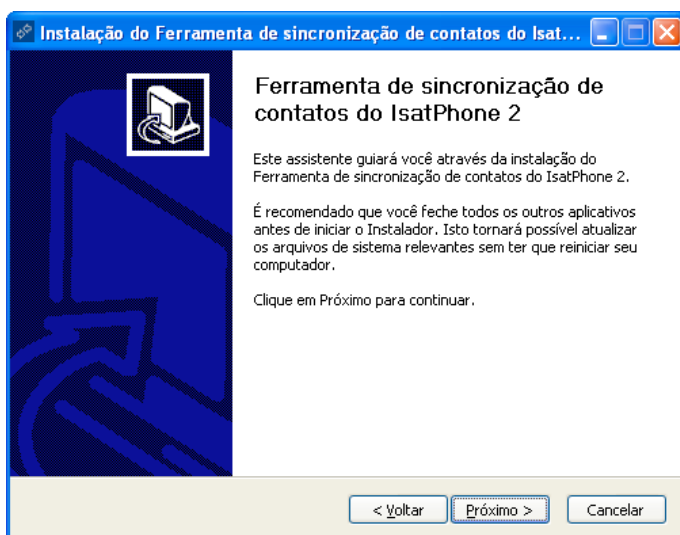 Instalação do Ferramenta de sincronização de contatos do Isat...
Ferramenta de sincronização de
contatos do IsatPhone 2
Este assistente guiará você através da instalação do
Ferramenta de sincronização de contatos do IsatPhone 2.
É recomendado que você feche todos os outros aplicativos
antes de iniciar o Instalador. Isto tornará possível atualizar
os arquivos de sistema relevantes sem ter que reiniciar seu
computador.
Clique em Próximo para continuar.
< Voltar Próximo > Cancelar